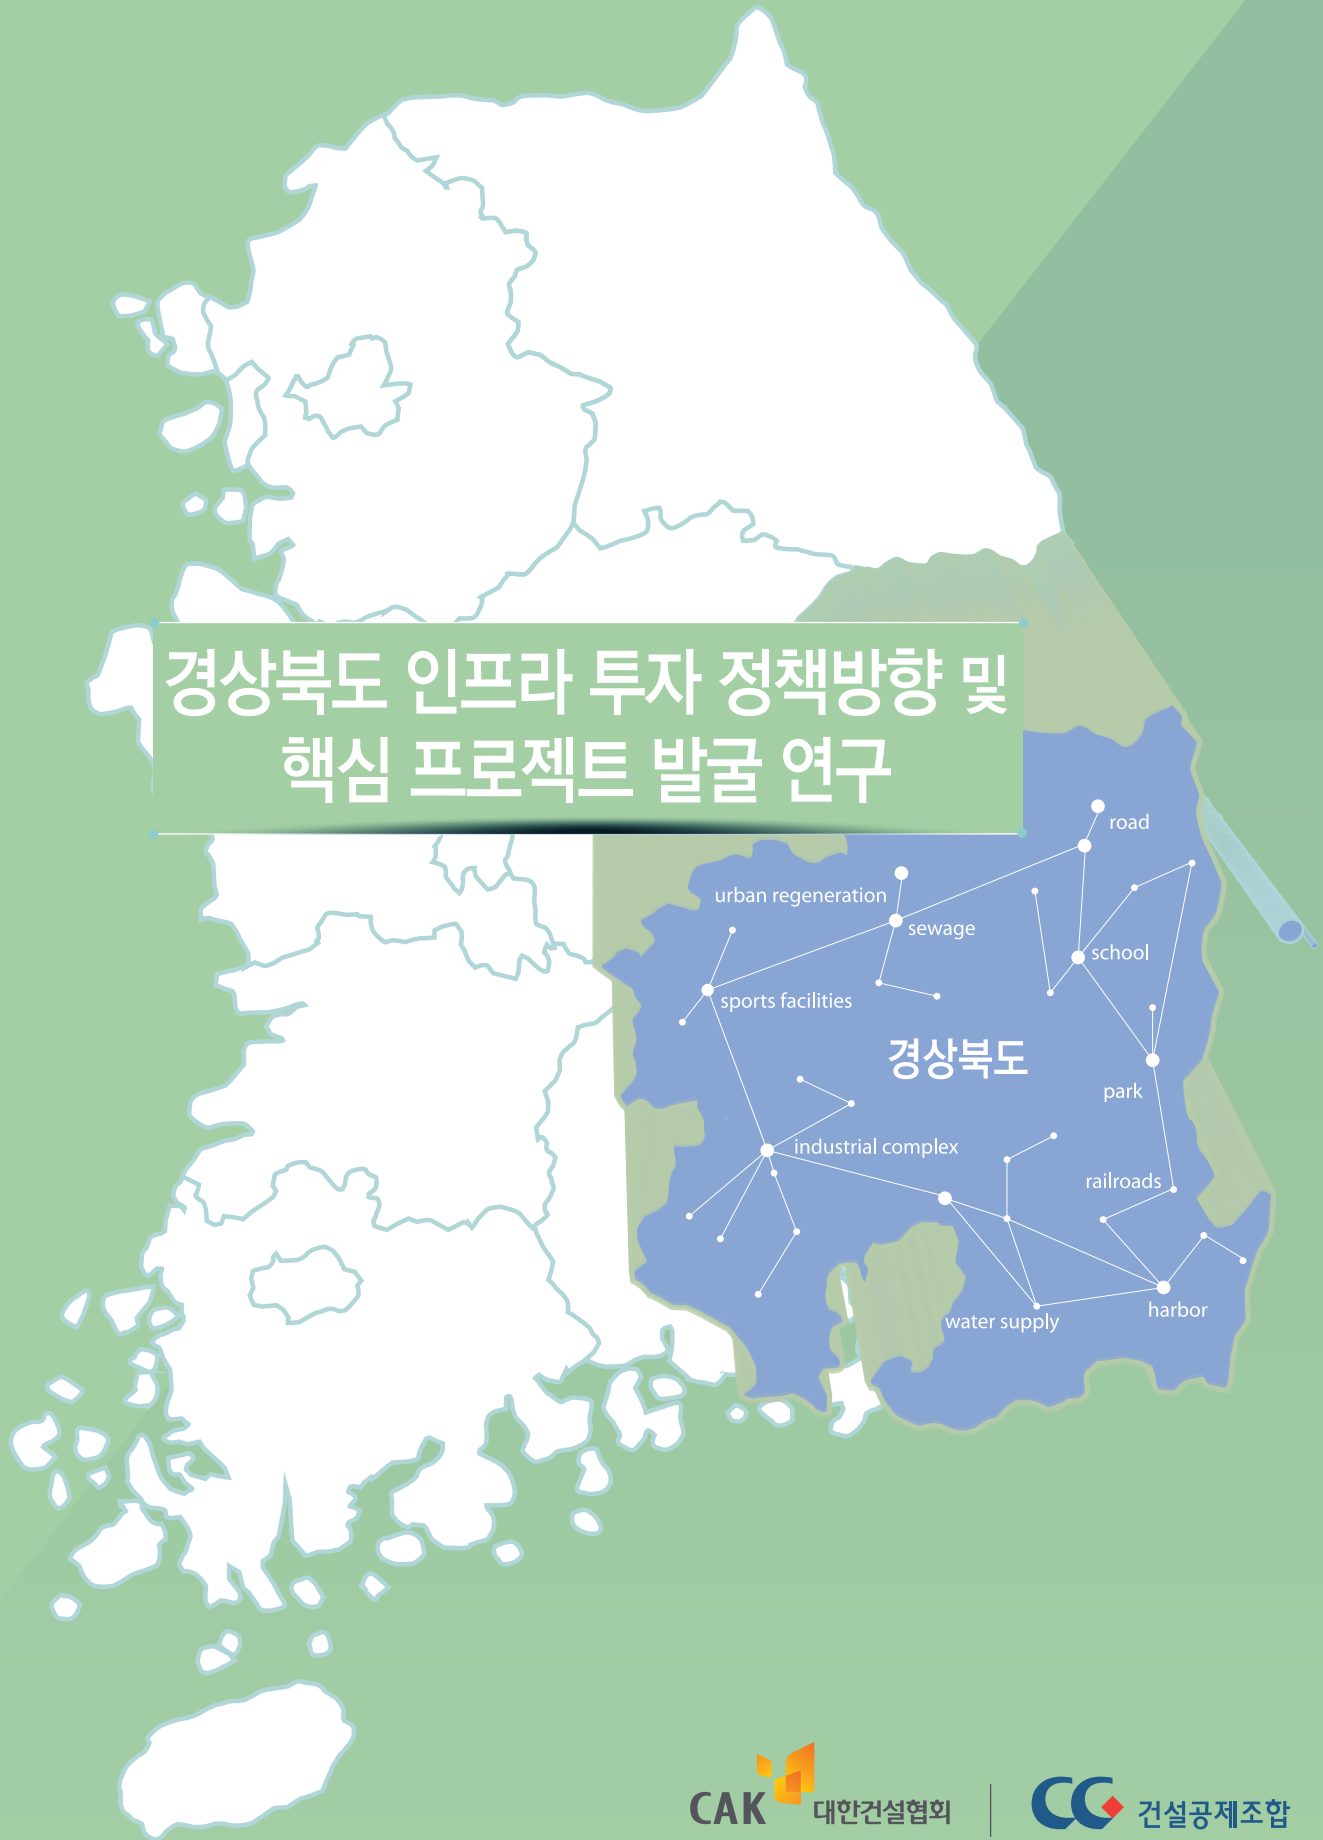 경상북도 인프라 투자 정책방향 및
핵심 프로젝트 발굴 연구
road
urban regeneration
sewage
school
sports facilities
경상북도
park
industrial complex
railroads
harbor
water supply
CAK 대한건설협회
CG 건설공제조합